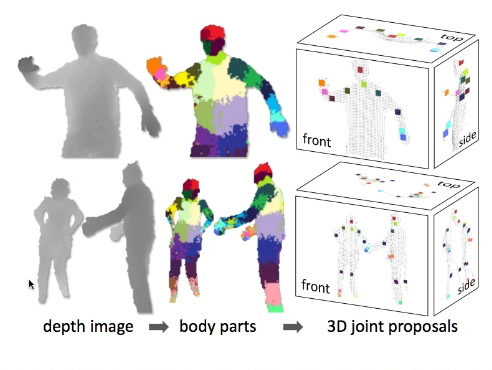 top
front
side
top
front
side
depth image
body parts
3D joint proposals